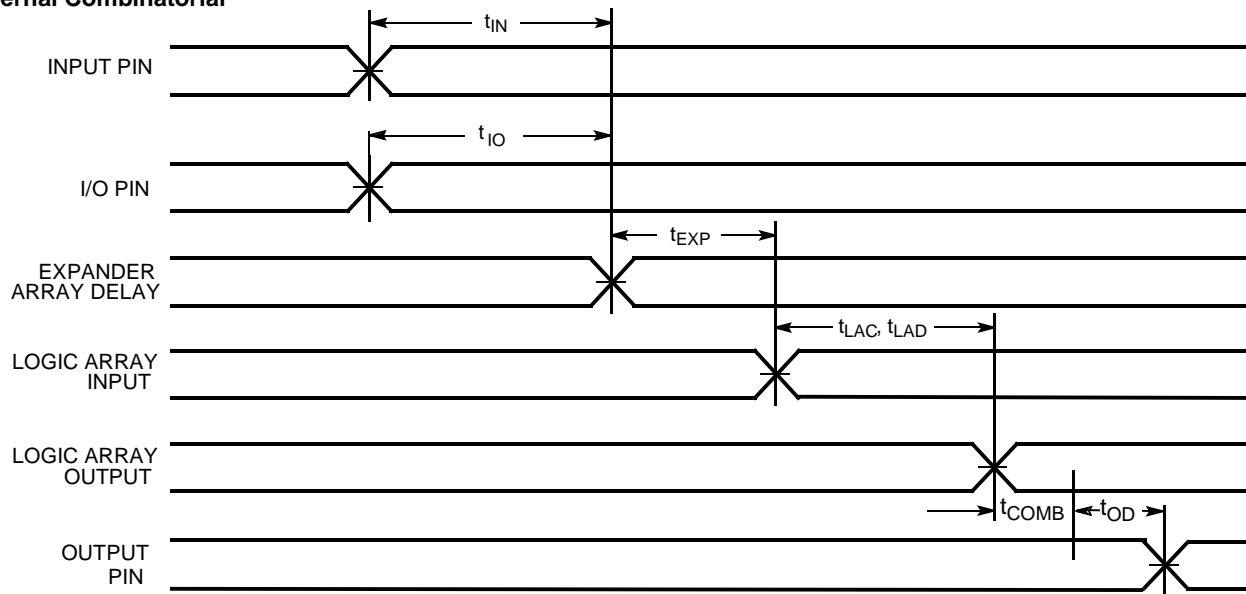 ernal Combinatorial
tIN
INPUT PIN
tIO
I/O PIN
tEXP
EXPANDER
ARRAY DELAY
tLAC, tLAD
LOGIC ARRAY
INPUT
LOGIC ARRAY
OUTPUT
tCOMB
tOD
OUTPUT
PIN